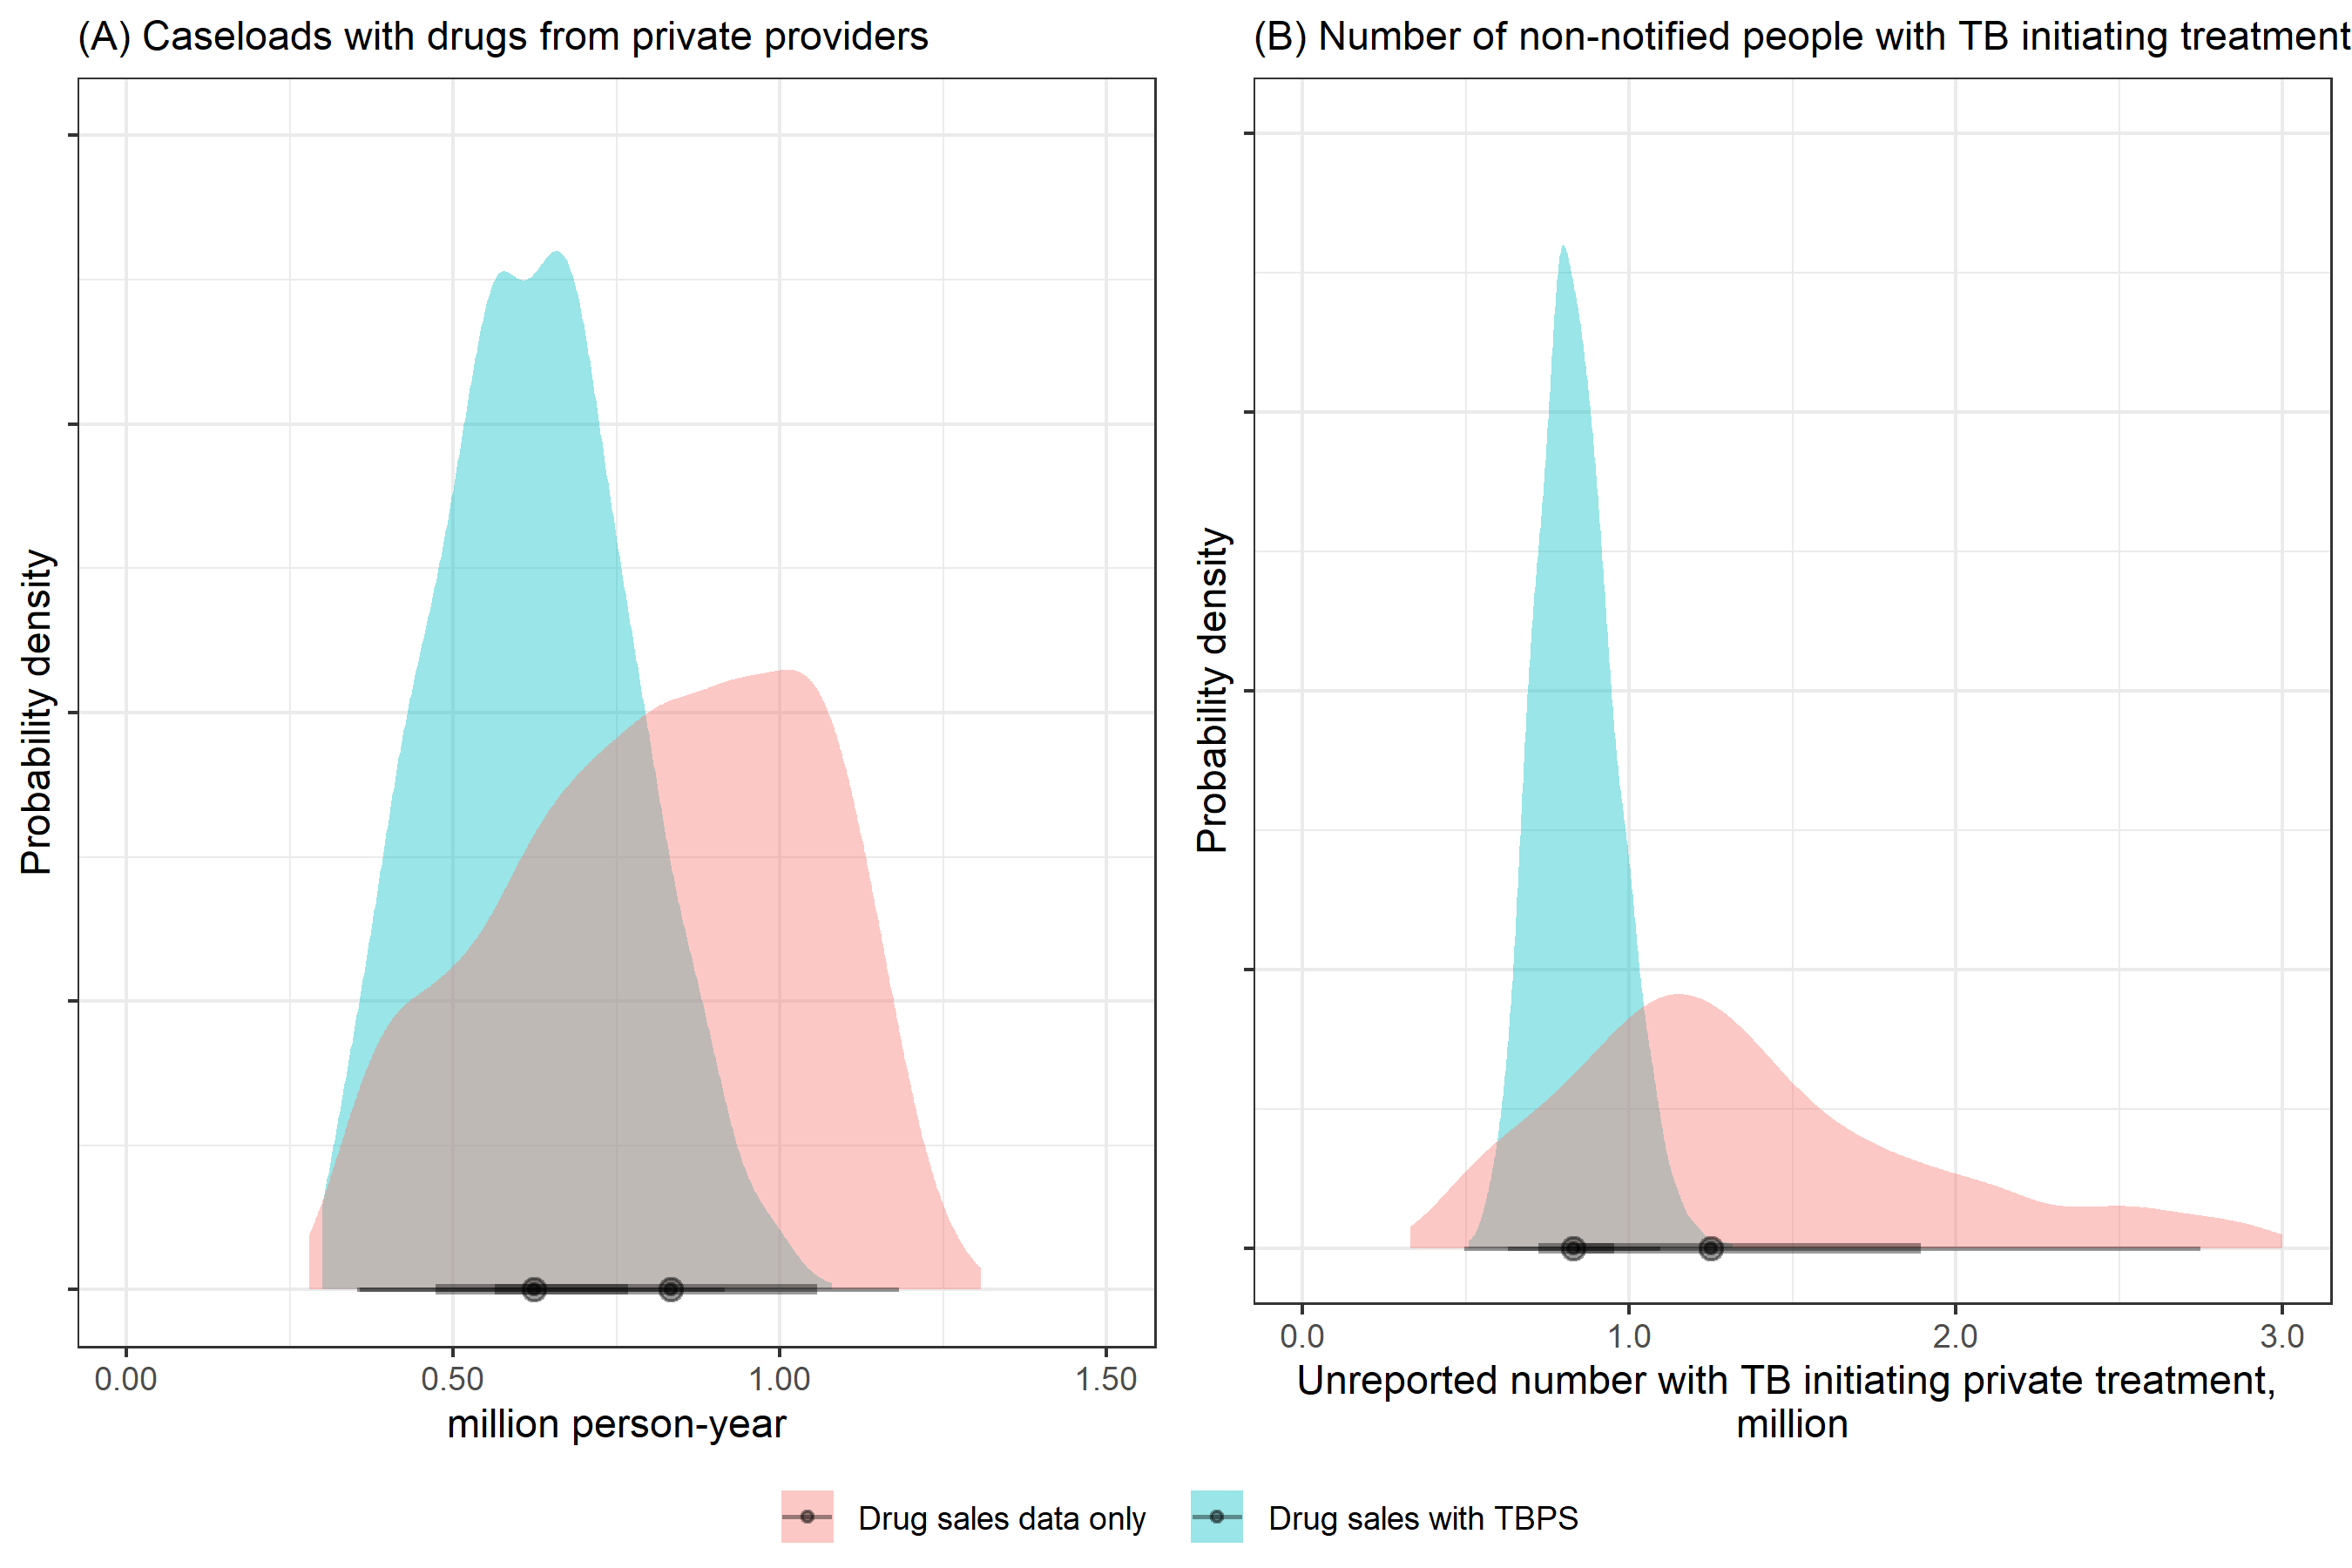 (A) Caseloads with drugs from private providers
Probability density
0.00 0.50 1.00 1.50
million person-year
(B) Number of non-notified people with TB initiating treatment
Probability density
0.0 1.0 2.0 3.0
Unreported number with TB initiating private treatment,
million
Drug sales data only Drug sales with TBPS